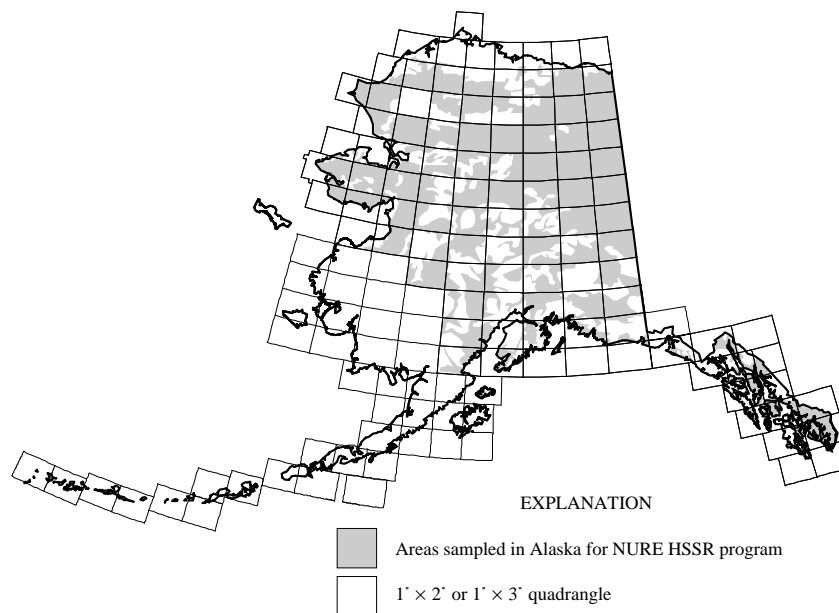 EXPLANATION
Areas sampled in Alaska for NURE HSSR program
1° × 2° or 1° × 3° quadrangle